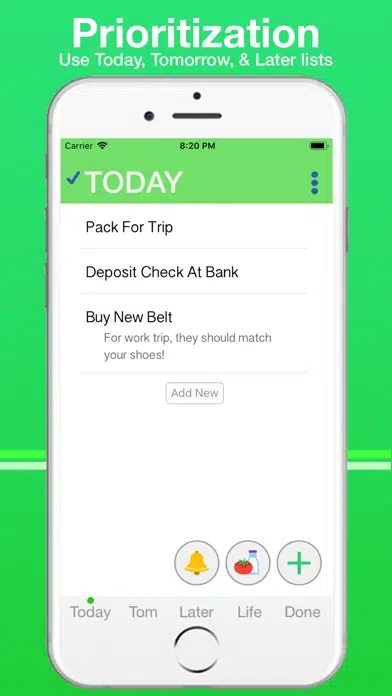 Prioritization
Use Today, Tomorrow, & Later lists
Carrier 8:20 PM
TODAY
Pack For Trip
Deposit Check At Bank
Buy New Belt
For work trip, they should match
your shoes!
Add New
Today Tom Later Life Done